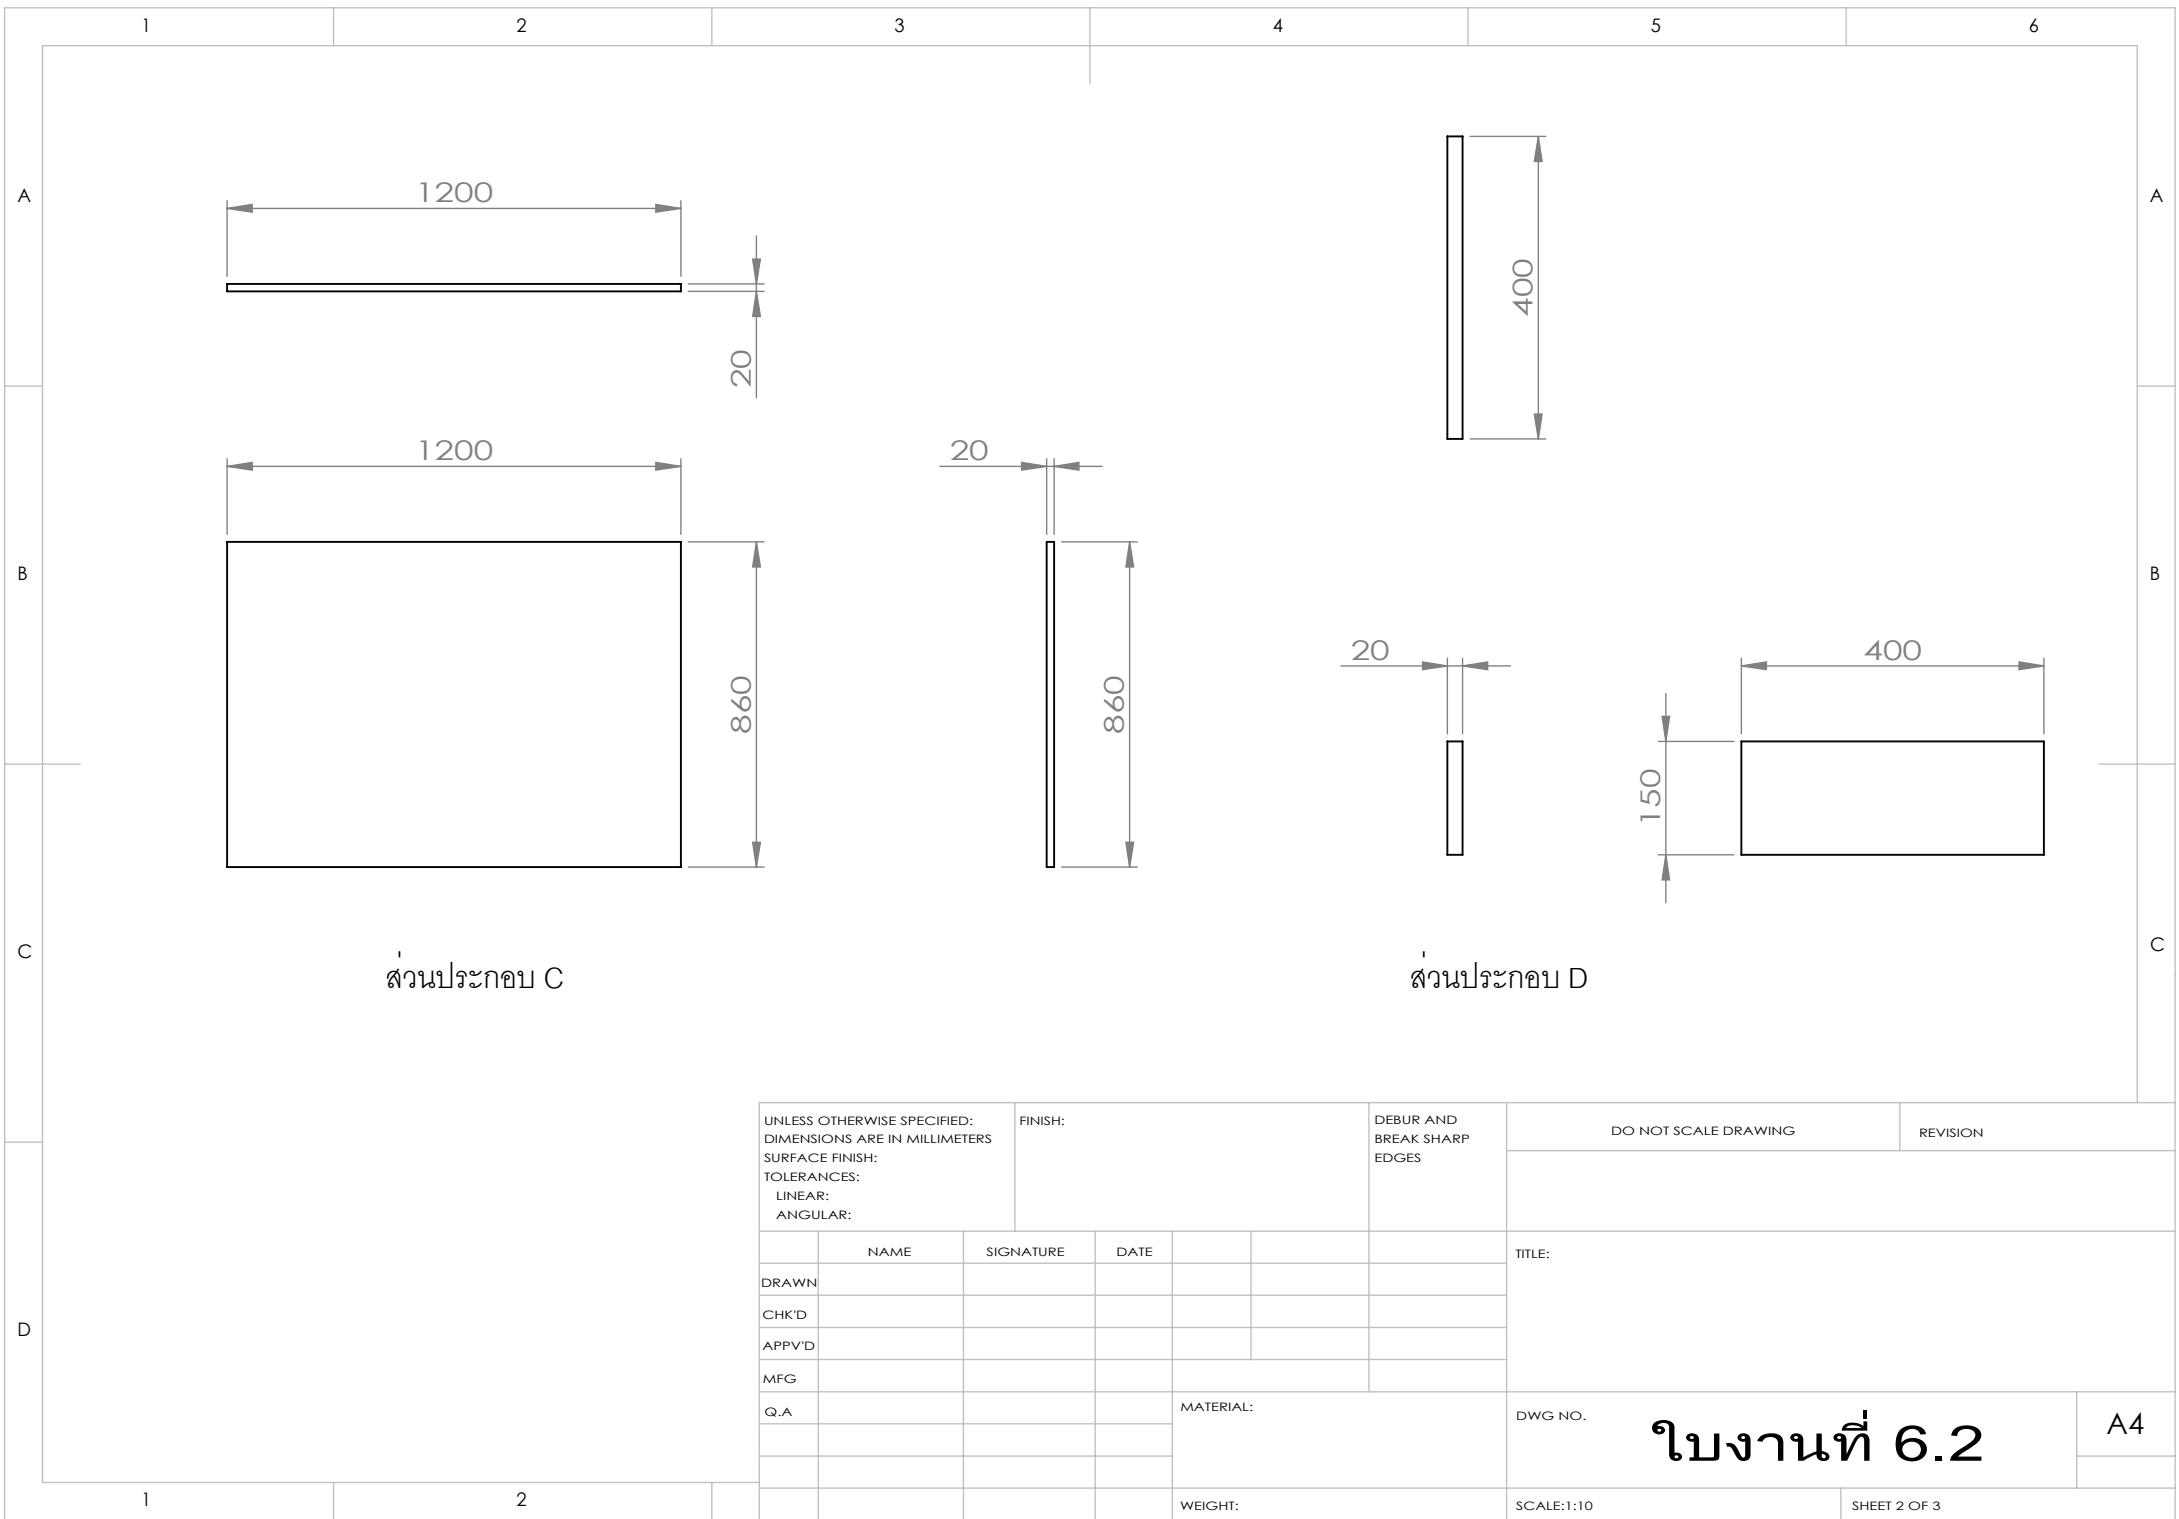 1 2 3 4 5 6
A A
1200
20
400
1200
20
B B
860
860
20
400
150
C C
ส่วนประกอบ C
ส่วนประกอบ D
UNLESS OTHERWISE SPECIFIED:
DIMENSIONS ARE IN MILLIMETERS
SURFACE FINISH:
TOLERANCES:
LINEAR:
ANGULAR:
FINISH:
DEBUR AND
BREAK SHARP
EDGES
DO NOT SCALE DRAWING
REVISION
NAME SIGNATURE DATE
TITLE:
DRAWN
CHK'D
APPV'D
MFG
Q.A
D
MATERIAL:
DWG NO.
ใบงานที่ 6.2
A4
WEIGHT:
SCALE:1:10
SHEET 2 OF 3
1 2